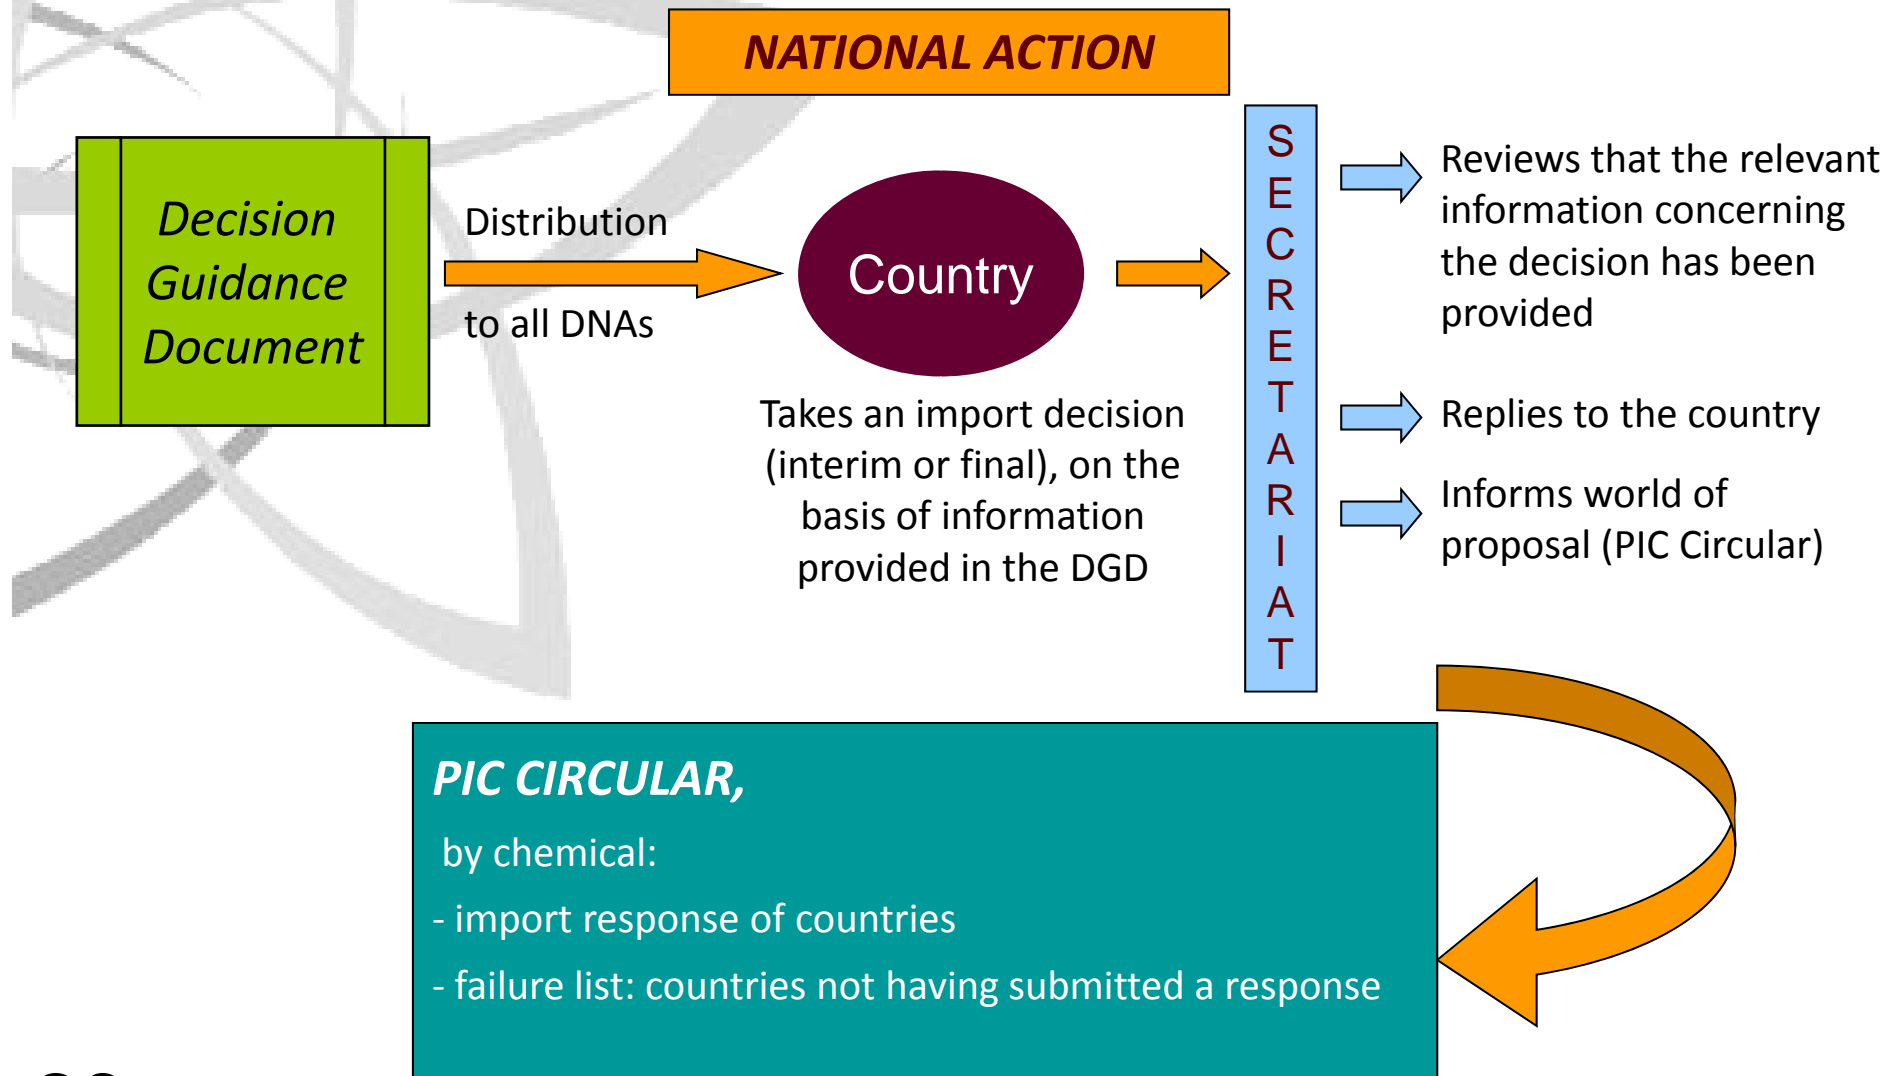 NATIONAL ACTION
Decision
Guidance
Document
Distribution
to all DNAs
Country
Takes an import decision
(interim or final), on the
basis of information
provided in the DGD
S
E
C
R
E
T
A
R
I
A
T
Reviews that the relevant
information concerning
the decision has been
provided
Replies to the country
Informs world of
proposal (PIC Circular)
PIC CIRCULAR,
by chemical:
- import response of countries
- failure list: countries not having submitted a response